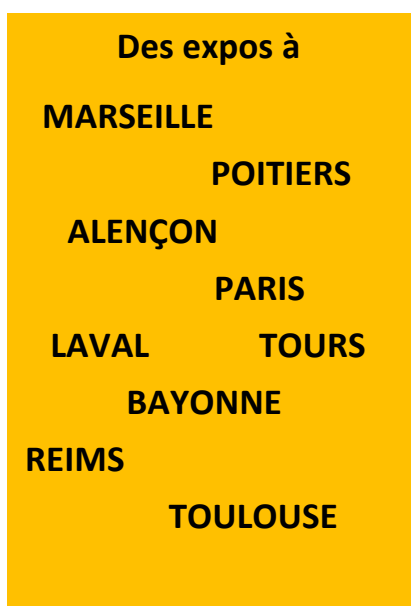 Des expos à
MARSEILLE
POITIERS
ALENÇON
PARIS
LAVAL TOURS
BAYONNE
REIMS
TOULOUSE